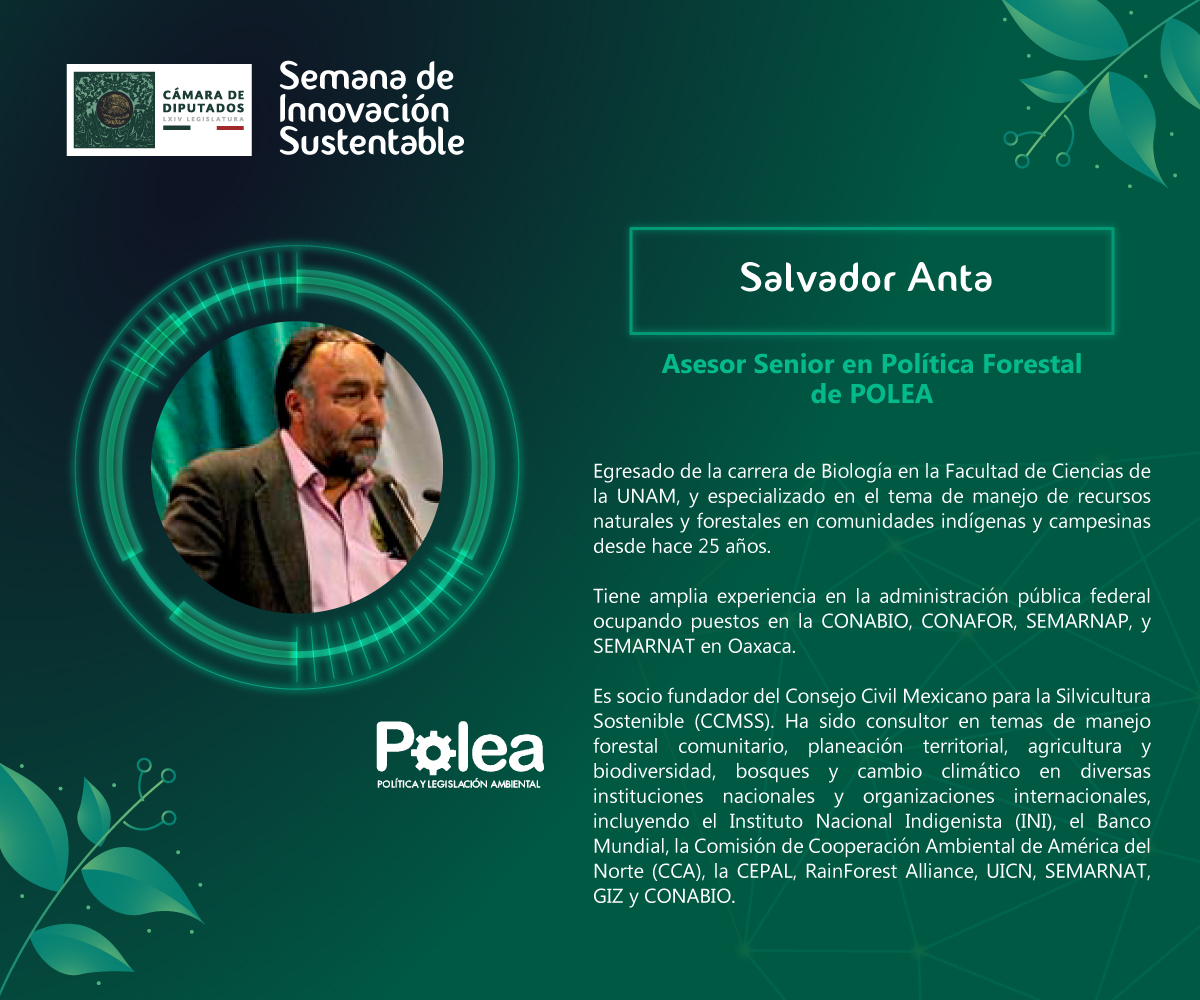 CÁMARA DE
DIPUTADOS
LXIV LEGISLATURA
Semana de
Innovación
Sustentable
Salvador Anta
Asesor Senior en Política Forestal
de POLEA
Egresado de la carrera de Biología en la Facultad de Ciencias de
la UNAM, y especializado en el tema de manejo de recursos
naturales y forestales en comunidades indígenas y campesinas
desde hace 25 años.
Tiene amplia experiencia en la administración pública federal
ocupando puestos en la CONABIO, CONAFOR, SEMARNAP, y
SEMARNAT en Oaxaca.
Es socio fundador del Consejo Civil Mexicano para la Silvicultura
Sostenible (CCMSS). Ha sido consultor en temas de manejo
forestal comunitario, planeación territorial, agricultura y
biodiversidad, bosques y cambio climático en diversas
instituciones nacionales y organizaciones internacionales,
incluyendo el Instituto Nacional Indigenista (INI), el Banco
Mundial, la Comisión de Cooperación Ambiental de América del
Norte (CCA), la CEPAL, RainForest Alliance, UICN, SEMARNAT,
GIZ y CONABIO.
Polea
POLÍTICA Y LEGISLACIÓN AMBIENTAL